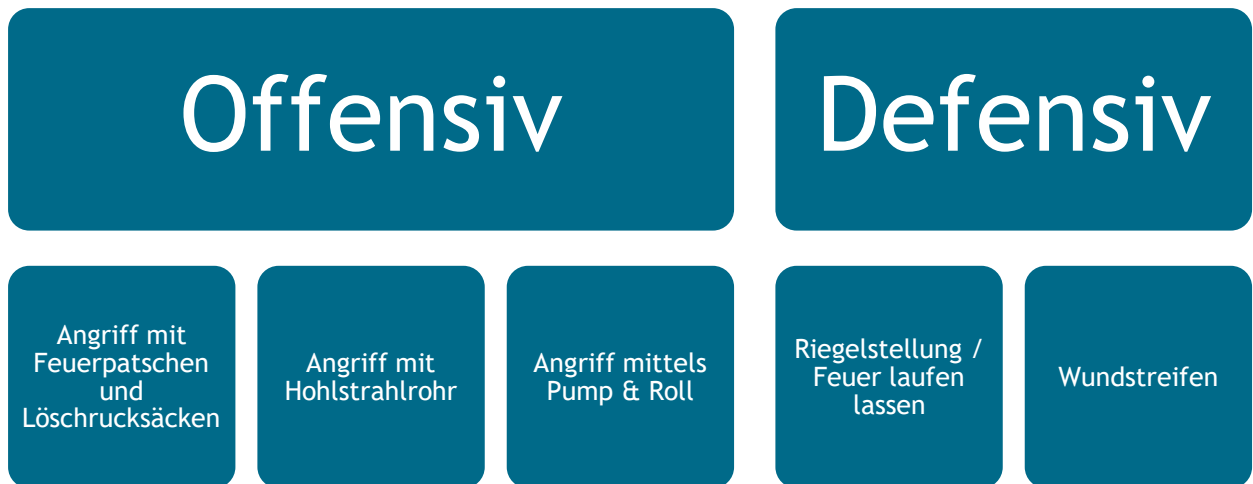 Offensiv
Defensiv
Angriff mit
Feuerpatschen
und
Löschrucksäcken
Angriff mit
Hohlstrahlrohr
Angriff mittels
Pump & Roll
Riegelstellung /
Feuer laufen
lassen
Wundstreifen